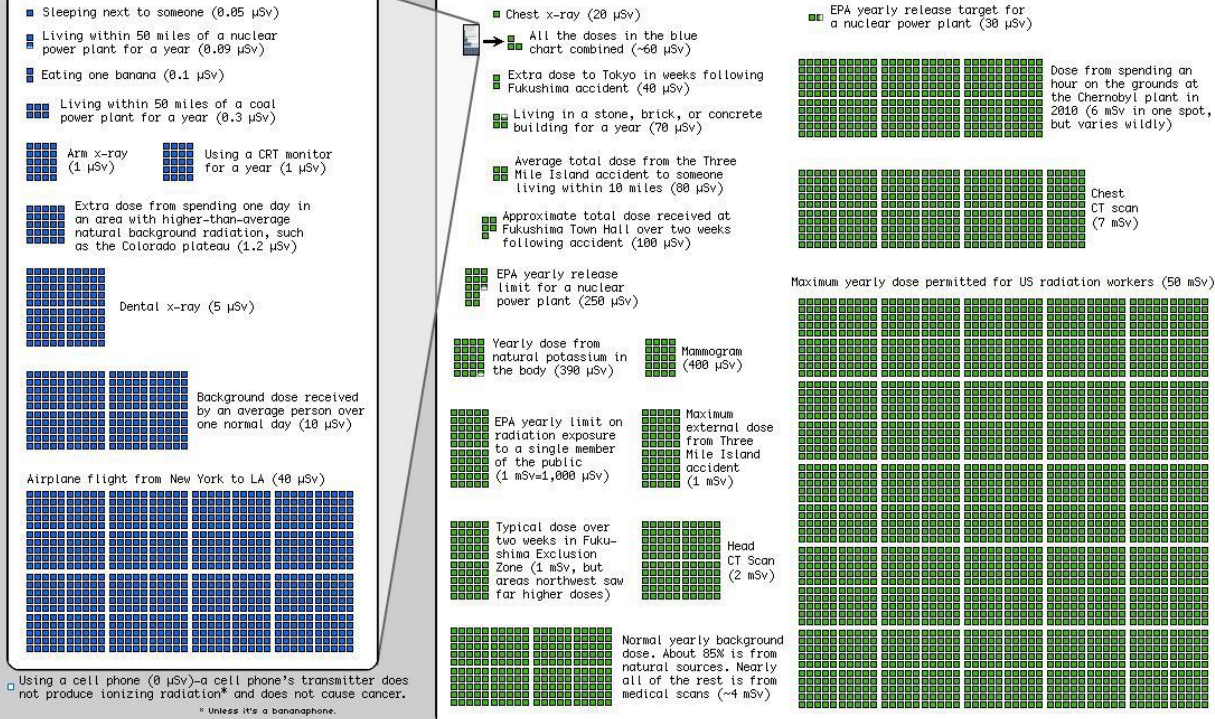 Sleeping next to someone (0.05 µSv)
Living within 50 miles of a nuclear
power plant for a year (0.09 µSv)
Eating one banana (0.1 µSv)
Living within 50 miles of a coal
power plant for a year (0.3 µSv)
Arm x-ray
(1 µSv)
Using a CRT monitor
for a year (1 µSv)
Extra dose from spending one day in
an area with higher-than-average
natural background radiation, such
as the Colorado plateau (1.2 µSv)
Dental x-ray (5 µSv)
Background dose received
by an average person over
one normal day (10 µSv)
Airplane flight from New York to LA (40 µSv)
Using a cell phone (0 µSv)-a cell phone's transmitter does
not produce ionizing radiation* and does not cause cancer.
* Unless it's a bananaphone.
Chest x-ray (20 µSv)
All the doses in the blue
chart combined (~60 µSv)
Extra dose to Tokyo in weeks following
Fukushima accident (40 µSv)
Living in a stone, brick, or concrete
building for a year (70 µSv)
Average total dose from the Three
Mile Island accident to someone
living within 10 miles (80 µSv)
Approximate total dose received at
Fukushima Town Hall over two weeks
following accident (100 µSv)
EPA yearly release
limit for a nuclear
power plant (250 µSv)
Yearly dose from
natural potassium in
the body (390 µSv)
Mammogram
(400 µSv)
EPA yearly limit on
radiation exposure
to a single member
of the public
(1 mSv=1,000 µSv)
Maximum
external dose
from Three
Mile Island
accident
(1 mSv)
Typical dose over
two weeks in Fuku-
shima Exclusion
Zone (1 mSv, but
areas northwest saw
far higher doses)
Head
CT Scan
(2 mSv)
Normal yearly background
dose. About 85% is from
natural sources. Nearly
all of the rest is from
medical scans (~4 mSv)
EPA yearly release target for
a nuclear power plant (30 µSv)
Dose from spending an
hour on the grounds at
the Chernobyl plant in
2010 (6 mSv in one spot,
but varies wildly)
Chest
CT scan
(7 mSv)
Maximum yearly dose permitted for US radiation workers (50 mSv)